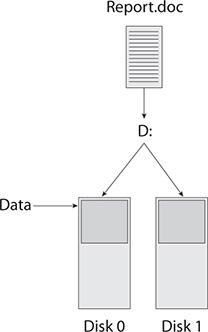 Report.doc
D:
Data
Disk 0 Disk 1